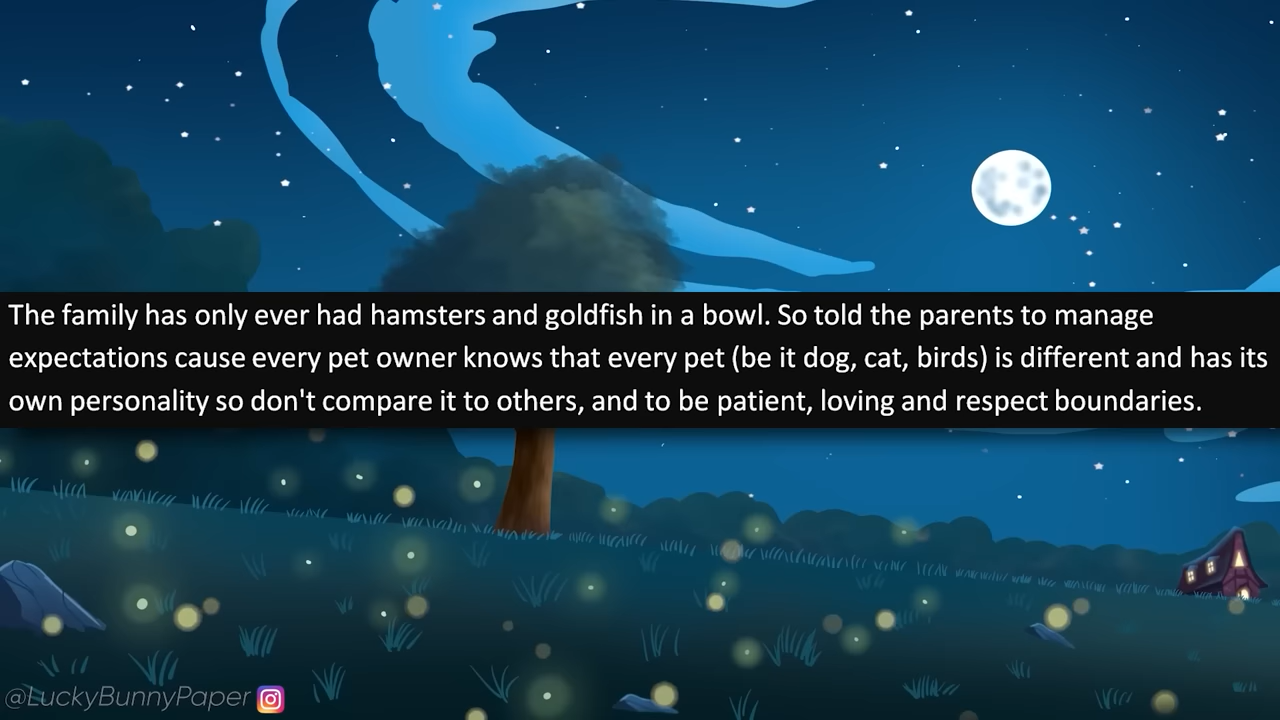 The family has only ever had hamsters and goldfish in a bowl. So told the parents to manage
expectations cause every pet owner knows that every pet (be it dog, cat, birds) is different and has its
own personality so don't compare it to others, and to be patient, loving and respect boundaries.
@LuckyBunnyPaper